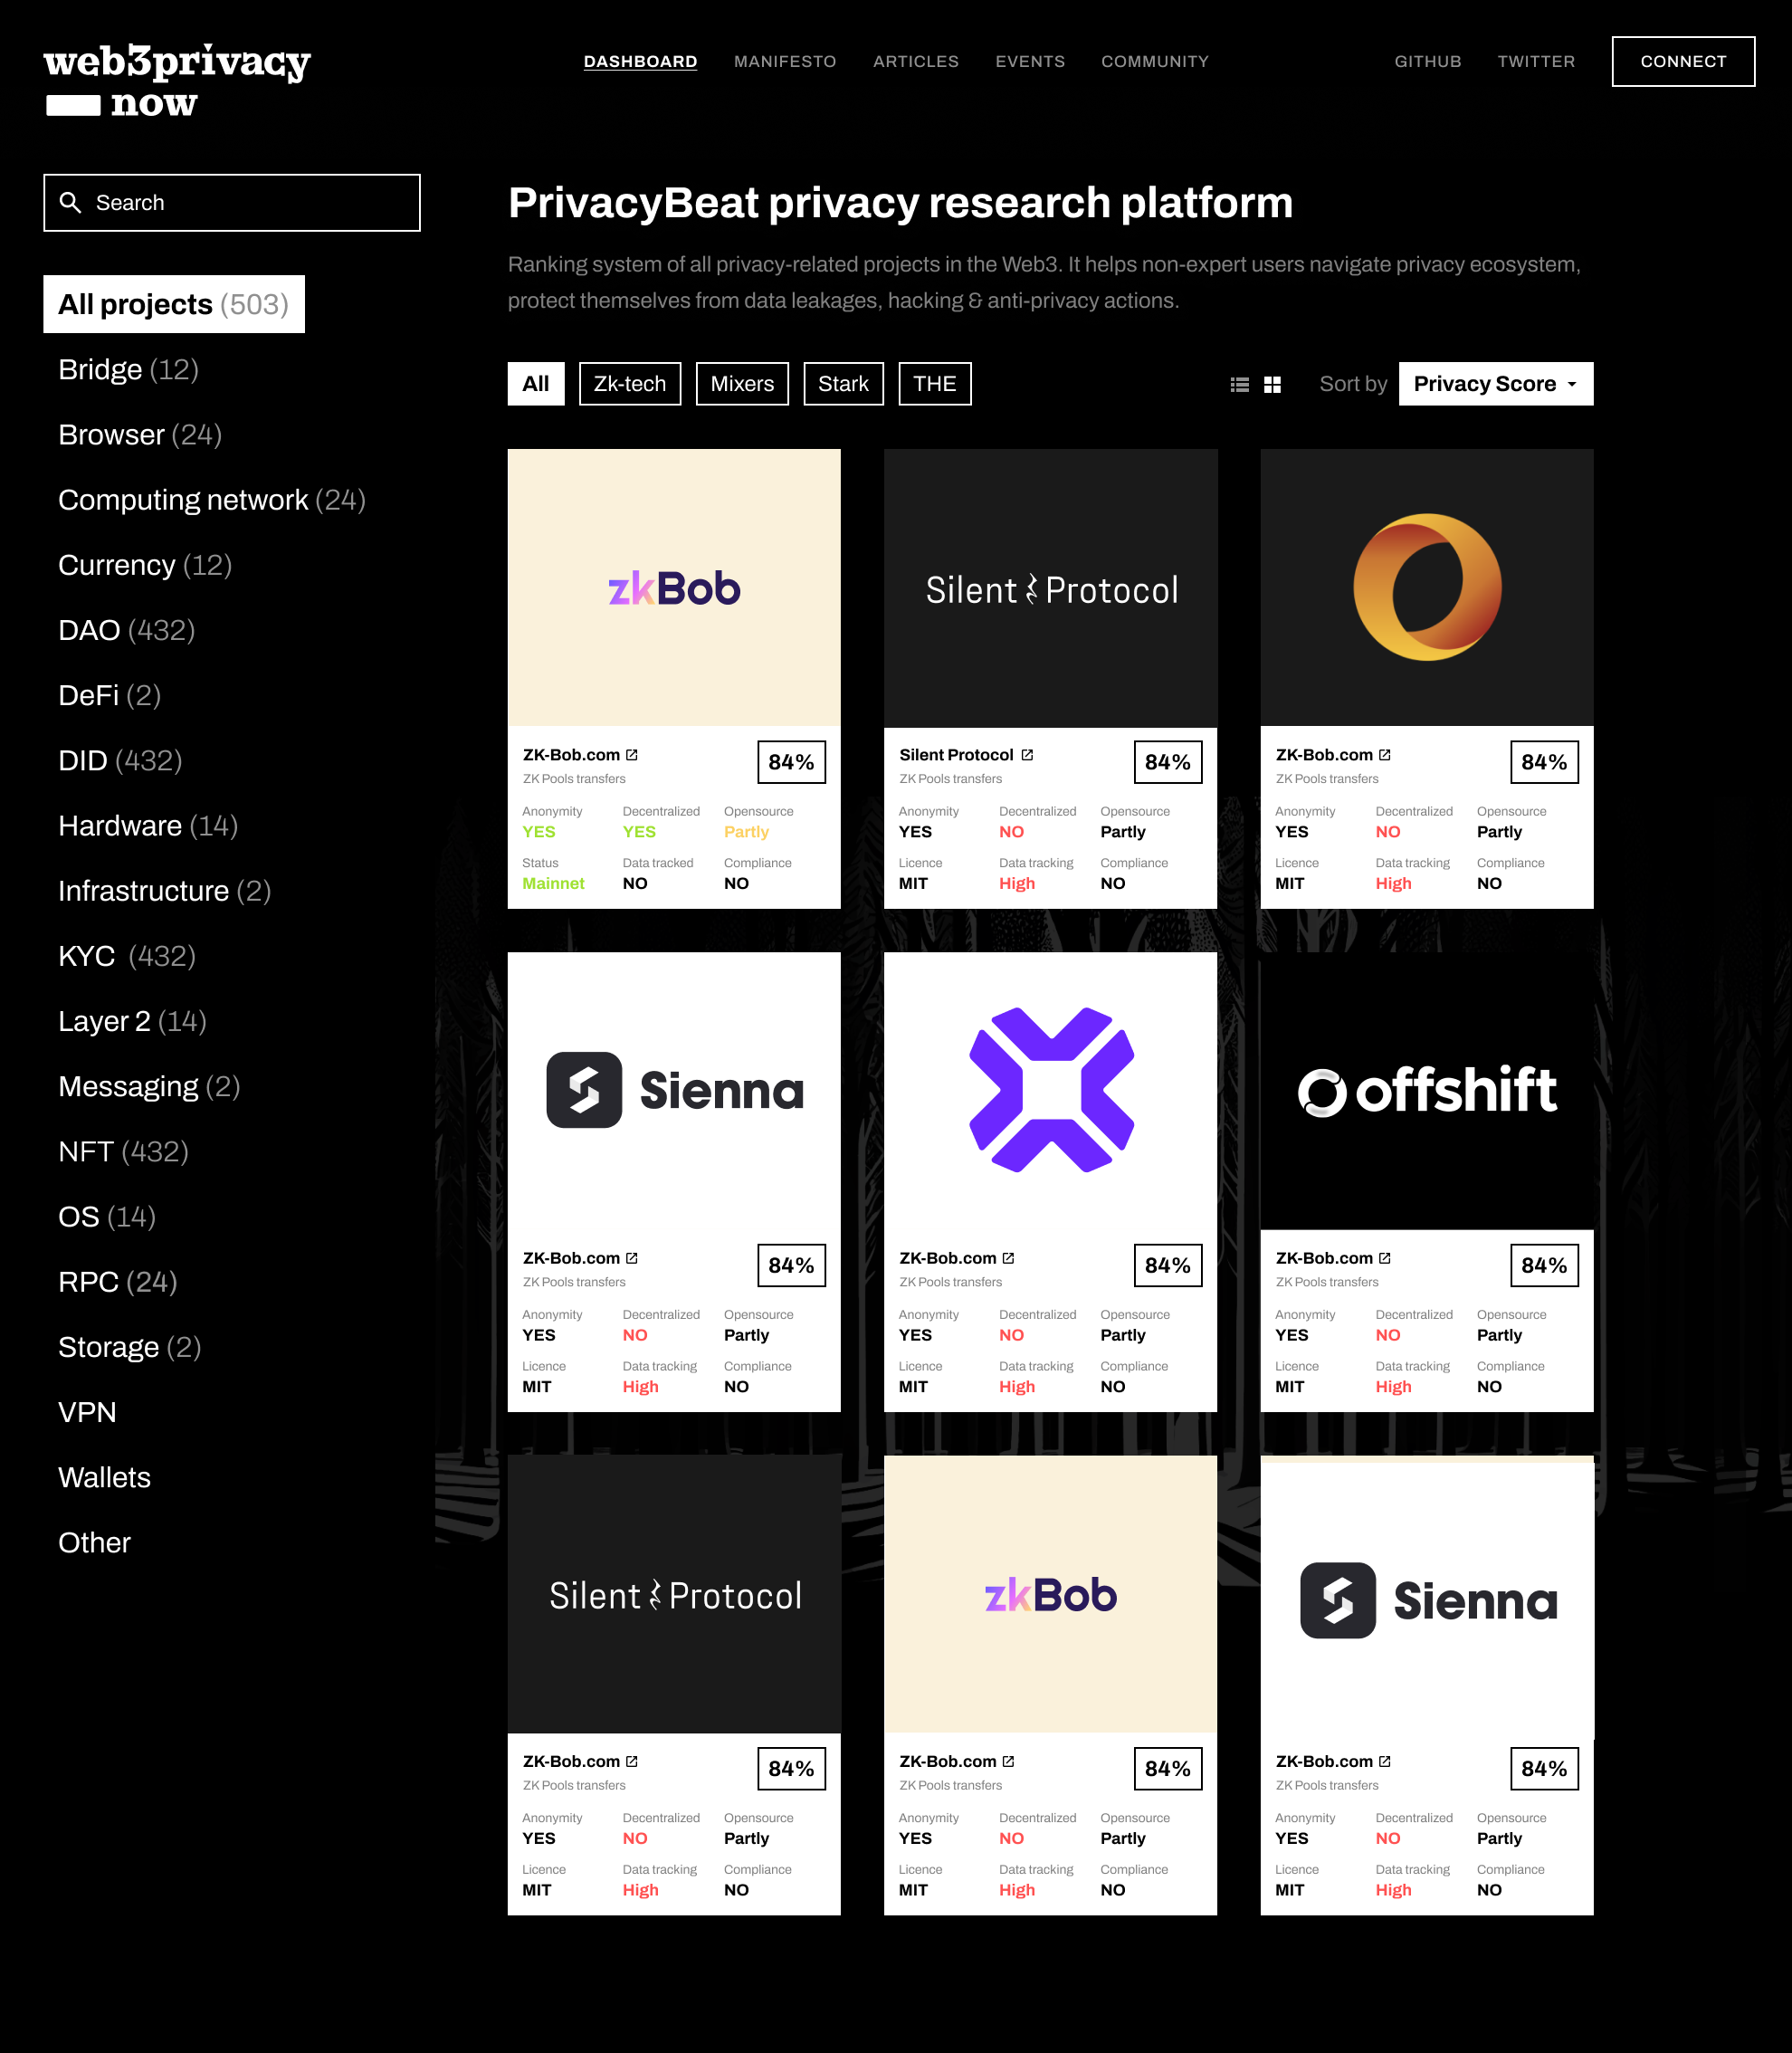 web3privacy
now
DASHBOARD MANIFESTO ARTICLES EVENTS COMMUNITY GITHUB TWITTER CONNECT
Search
All projects (503)
Bridge (12)
Browser (24)
Computing network (24)
Currency (12)
DAO (432)
DeFi (2)
DID (432)
Hardware (14)
Infrastructure (2)
KYC (432)
Layer 2 (14)
Messaging (2)
NFT (432)
OS (14)
RPC (24)
Storage (2)
VPN
Wallets
Other
PrivacyBeat privacy research platform
Ranking system of all privacy-related projects in the Web3. It helps non-expert users navigate privacy ecosystem,
protect themselves from data leakages, hacking & anti-privacy actions.
All Zk-tech Mixers Stark THE Sort by Privacy Score
zkBob
ZK-Bob.com 84%
ZK Pools transfers
Anonymity Decentralized Opensource
YES YES Partly
Status Data tracked Compliance
Mainnet NO NO
Silent Protocol
Silent Protocol 84%
ZK Pools transfers
Anonymity Decentralized Opensource
YES NO Partly
Licence Data tracking Compliance
MIT High NO
ZK-Bob.com 84%
ZK Pools transfers
Anonymity Decentralized Opensource
YES NO Partly
Licence Data tracking Compliance
MIT High NO
Sienna
ZK-Bob.com 84%
ZK Pools transfers
Anonymity Decentralized Opensource
YES NO Partly
Licence Data tracking Compliance
MIT High NO
ZK-Bob.com 84%
ZK Pools transfers
Anonymity Decentralized Opensource
YES NO Partly
Licence Data tracking Compliance
MIT High NO
offshift
ZK-Bob.com 84%
ZK Pools transfers
Anonymity Decentralized Opensource
YES NO Partly
Licence Data tracking Compliance
MIT High NO
Silent Protocol
ZK-Bob.com 84%
ZK Pools transfers
Anonymity Decentralized Opensource
YES NO Partly
Licence Data tracking Compliance
MIT High NO
zkBob
ZK-Bob.com 84%
ZK Pools transfers
Anonymity Decentralized Opensource
YES NO Partly
Licence Data tracking Compliance
MIT High NO
Sienna
ZK-Bob.com 84%
ZK Pools transfers
Anonymity Decentralized Opensource
YES NO Partly
Licence Data tracking Compliance
MIT High NO